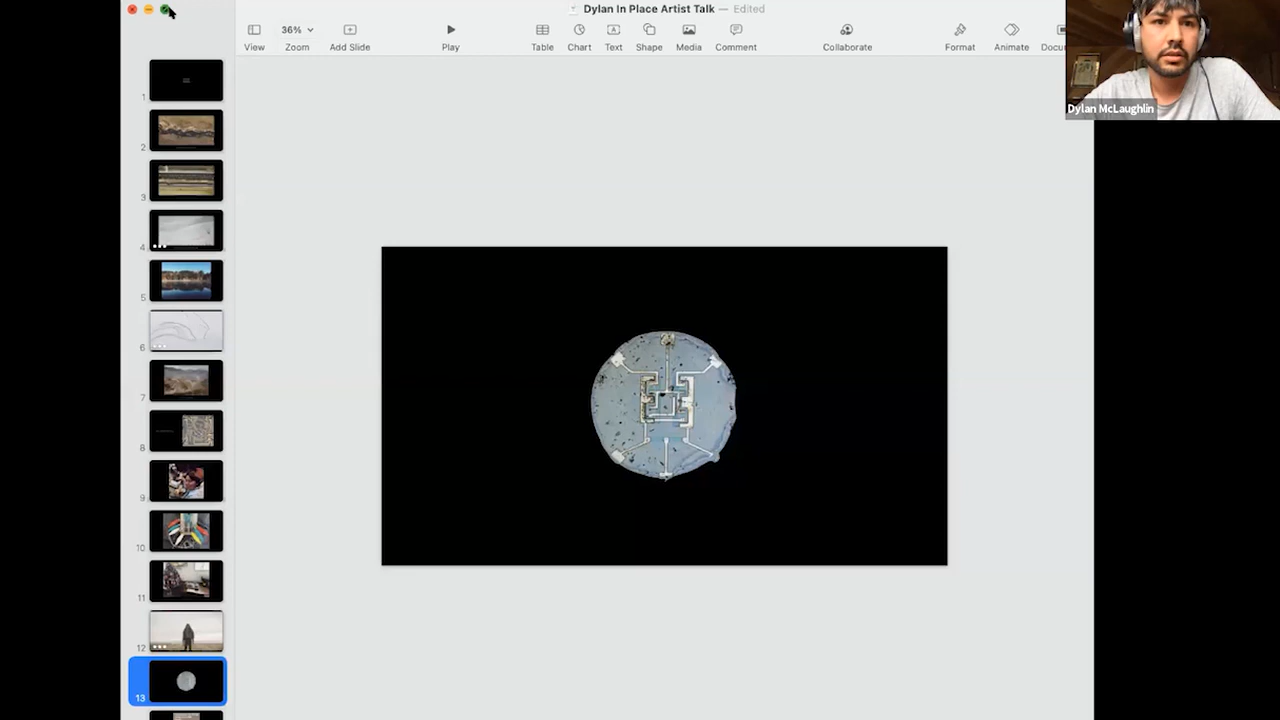 Dylan In Place Artist Talk — Edited
36%
View
Zoom
Add Slide
Play
Table
Chart
Text
Shape
Media
Comment
Collaborate
Format
Animate
Docu
Dylan McLaughlin
1
2
3
4
5
6
7
8
9
10
11
12
13